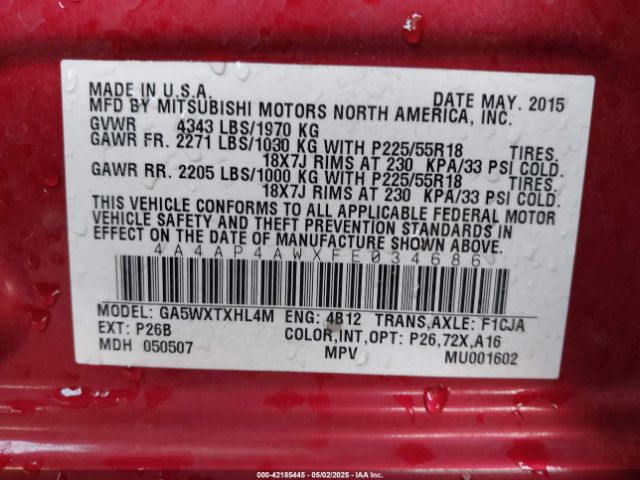 MADE IN U.S.A. DATE MAY. 2015
MFD BY MITSUBISHI MOTORS NORTH AMERICA, INC.
GVWR 4343 LBS/1970 KG
GAWR FR. 2271 LBS/1030 KG WITH P225/55R18 TIRES.
18X7J RIMS AT 230 KPA/33 PSI COLD.
GAWR RR. 2205 LBS/1000 KG WITH P225/55R18 TIRES.
18X7J RIMS AT 230 KPA/33 PSI COLD.
THIS VEHICLE CONFORMS TO ALL APPLICABLE FEDERAL MOTOR
VEHICLE SAFETY AND THEFT PREVENTION STANDARDS IN
EFFECT ON THE DATE OF MANUFACTURE SHOWN ABOVE.
4A4AP4AWXFE034686
MODEL: GA5WXTXHL4M ENG: 4B12 TRANS,AXLE: F1CJA
EXT: P26B COLOR,INT,OPT: P26,72X,A16
MDH 050507 MPV MU001602
000-42185445 - 05/02/2025 - IAA Inc.